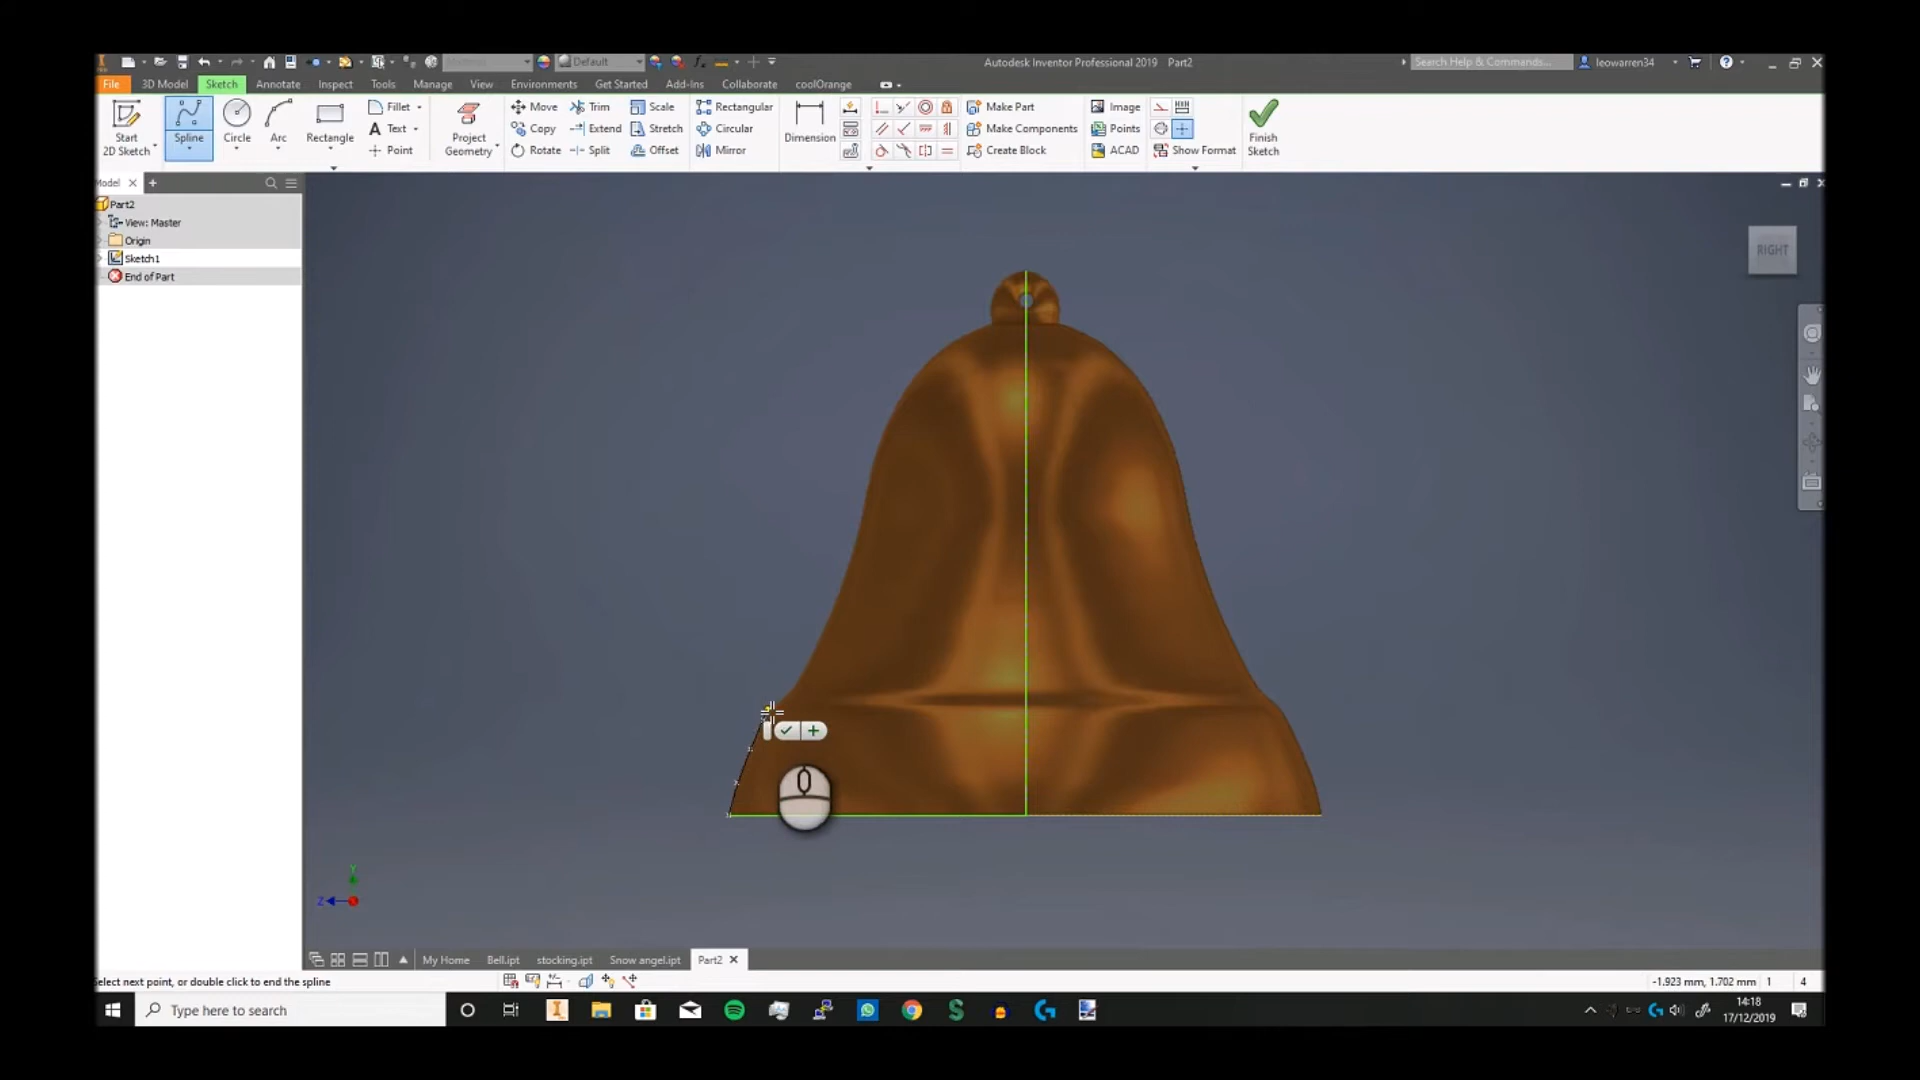 Default Autodesk Inventor Professional 2019 Part2 Search Help & Commands... leowarren34
File 3D Model Sketch Annotate Inspect Tools Manage View Environments Get Started Add-Ins Collaborate coolOrange
Start
2D Sketch
Spline
Circle
Arc
Rectangle
Fillet
Text
Point
Project
Geometry
Move
Copy
Rotate
Trim
Extend
Split
Scale
Stretch
Offset
Rectangular
Circular
Mirror
Dimension
Make Part
Make Components
Create Block
Image
Points
ACAD
Show Format
Finish
Sketch
Model
Part2
View: Master
Origin
Sketch1
End of Part
RIGHT
Y
Z
My Home Bell.ipt stocking.ipt Snow angel.ipt Part2
elect next point, or double click to end the spline
-1.923 mm, 1.702 mm 1 4
Type here to search
14:18
17/12/2019